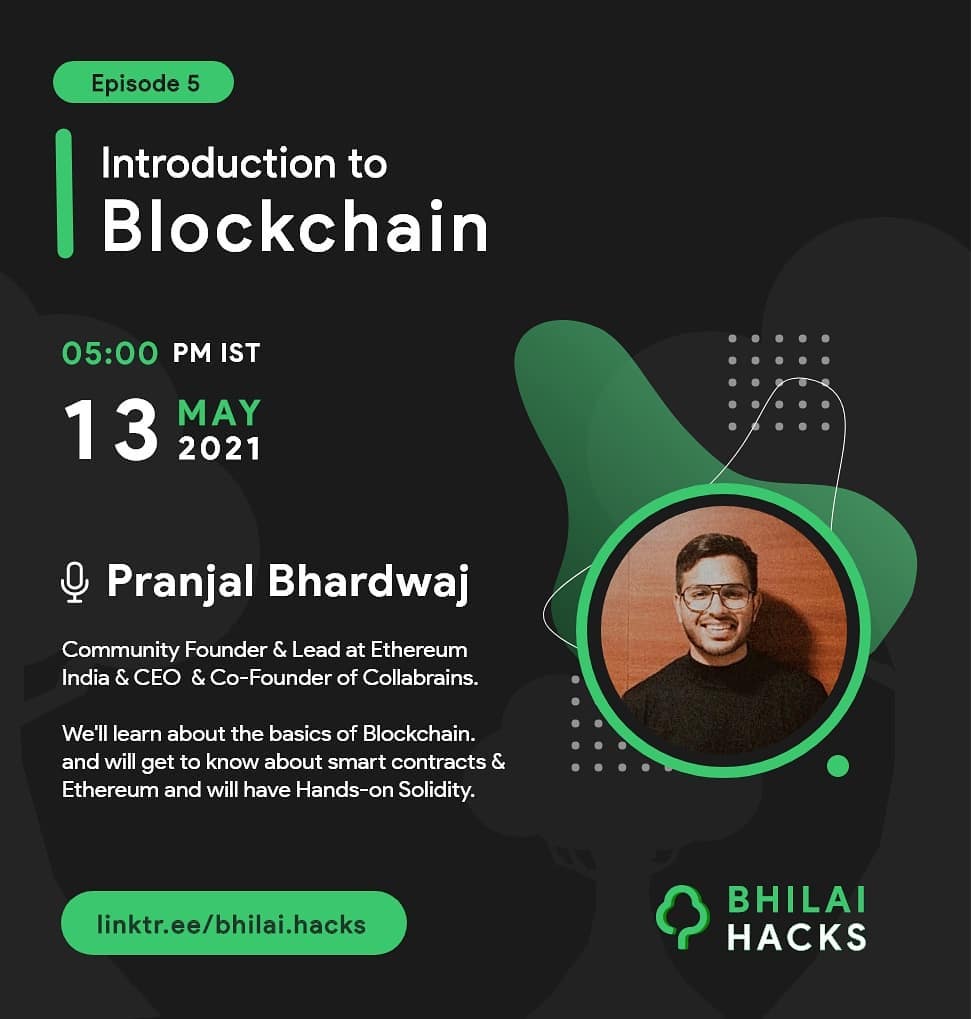 Episode 5
Introduction to
Blockchain
05:00 PM IST
13 MAY
2021
Pranjal Bhardwaj
Community Founder & Lead at Ethereum
India & CEO & Co-Founder of Collabrains.
We'll learn about the basics of Blockchain.
and will get to know about smart contracts &
Ethereum and will have Hands-on Solidity.
linktr.ee/bhilai.hacks
BHILAI
HACKS